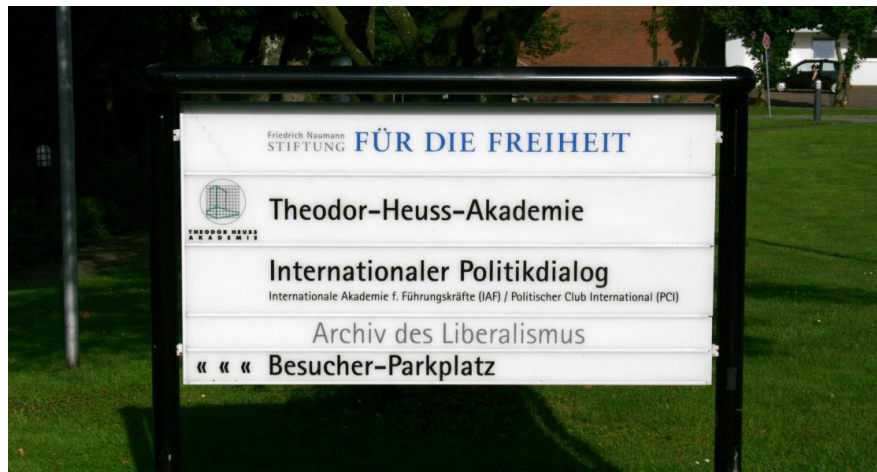 Friedrich Naumann
STIFTUNG FÜR DIE FREIHEIT
THEODOR HEUSS
AKADEMIE
Theodor-Heuss-Akademie
Internationaler Politikdialog
Internationale Akademie f. Führungskräfte (IAF) / Politischer Club International (PCI)
Archiv des Liberalismus
« « « Besucher-Parkplatz